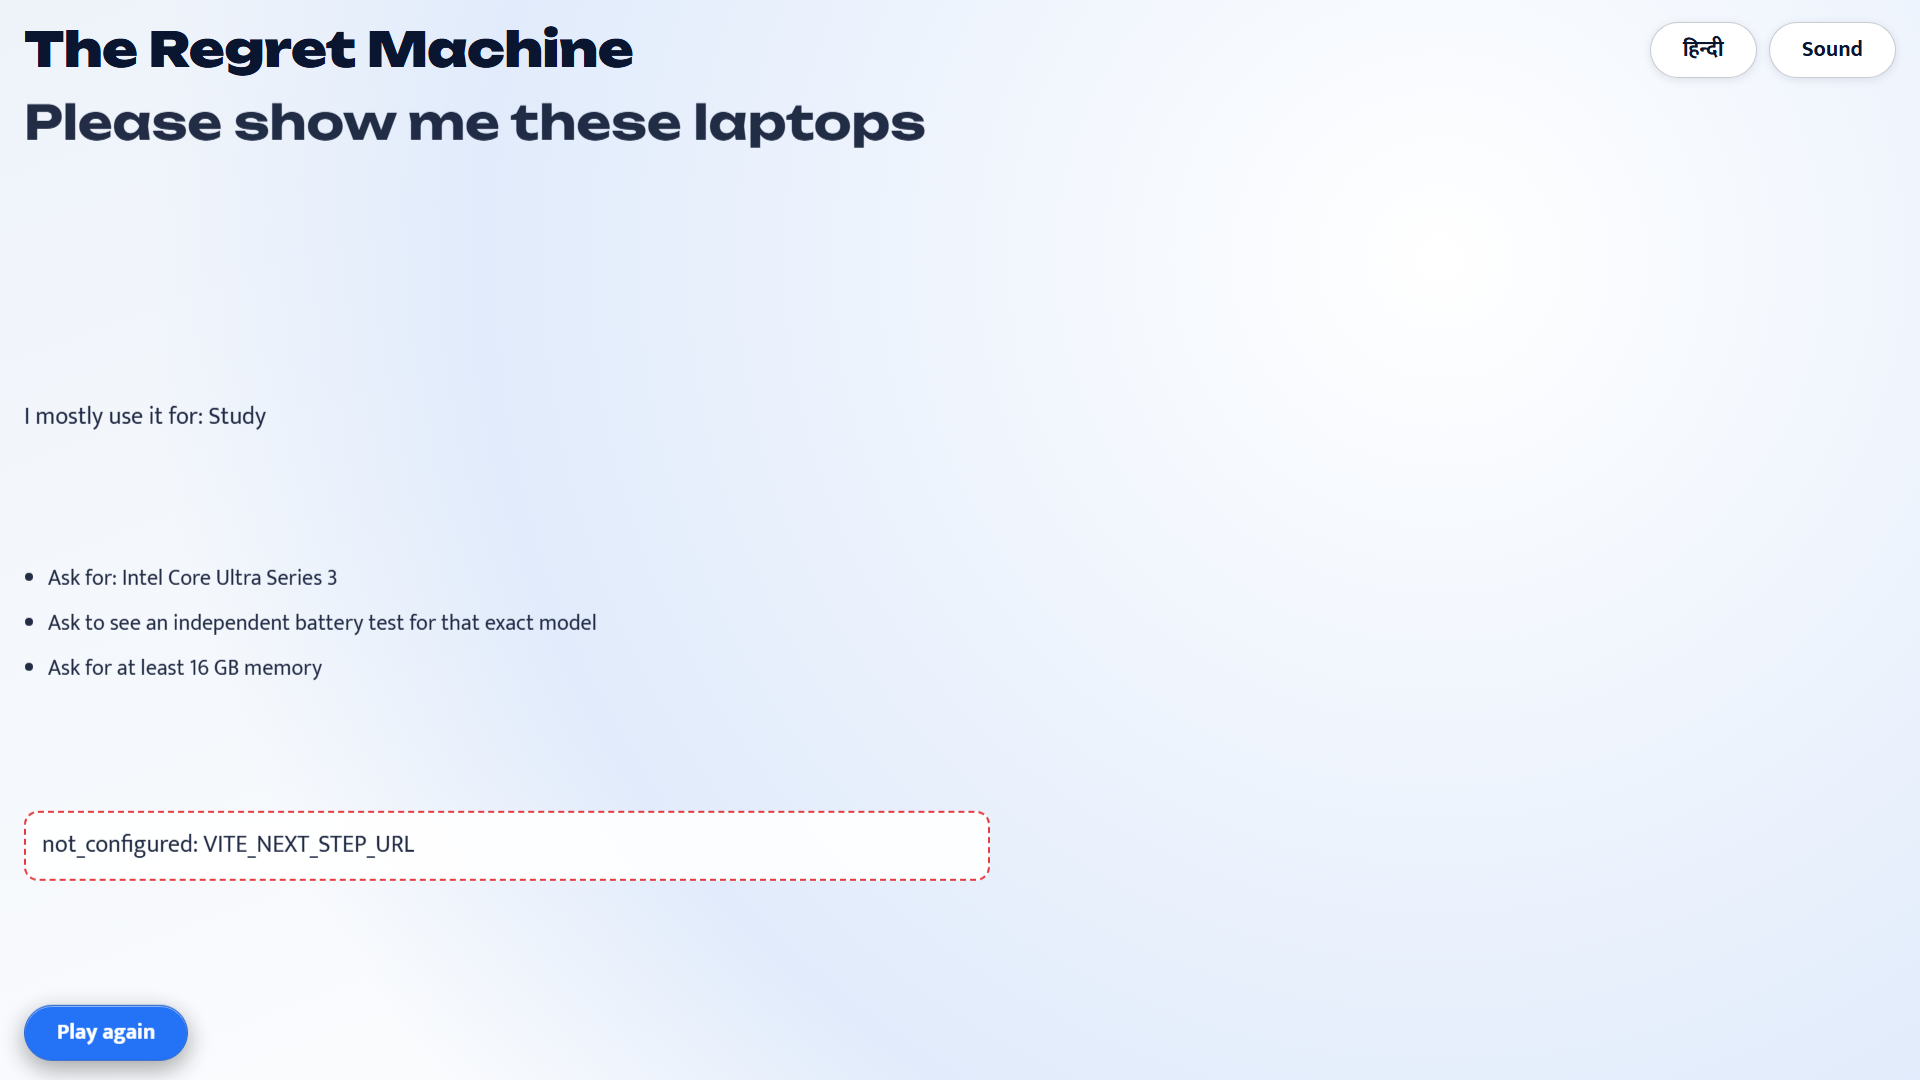 The Regret Machine
हिन्दी
Sound
Please show me these laptops
I mostly use it for: Study
Ask for: Intel Core Ultra Series 3
Ask to see an independent battery test for that exact model
Ask for at least 16 GB memory
not_configured: VITE_NEXT_STEP_URL
Play again